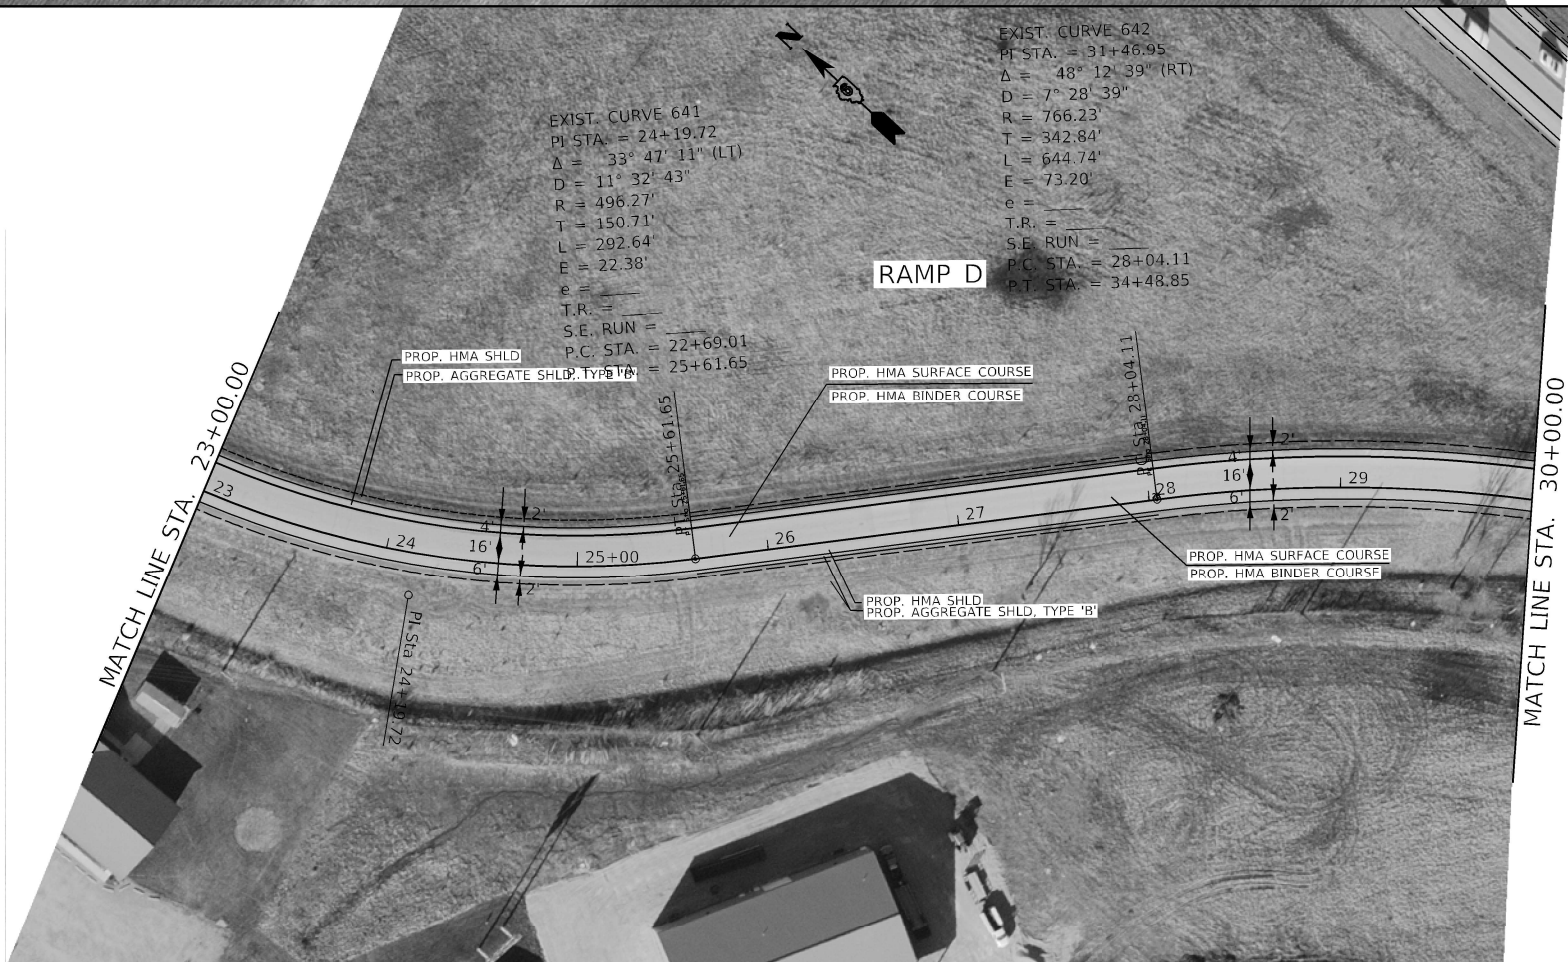 N
EXIST. CURVE 641
PI STA. = 24+19.72
Δ = 33° 47' 11" (LT)
D = 11° 32' 43"
R = 496.27'
T = 150.71'
L = 292.64'
E = 22.38'
e = ____
T.R. = ____
S.E. RUN = ____
P.C. STA. = 22+69.01
P.T. STA. = 25+61.65
EXIST. CURVE 642
PI STA. = 31+46.95
Δ = 48° 12' 39" (RT)
D = 7° 28' 39"
R = 766.23'
T = 342.84'
L = 644.74'
E = 73.20'
e = ____
T.R. = ____
S.E. RUN = ____
P.C. STA. = 28+04.11
P.T. STA. = 34+48.85
RAMP D
PROP. HMA SHLD
PROP. AGGREGATE SHLD, TYPE 'B'
PROP. HMA SURFACE COURSE
PROP. HMA BINDER COURSE
MATCH LINE STA. 23+00.00
PT Sta 25+61.65
PC Sta 28+04.11
MATCH LINE STA. 30+00.00
23
24
25+00
26
27
28
29
4'
2'
16'
6'
2'
2'
4'
16'
6'
2'
PI Sta 24+19.72
PROP. HMA SURFACE COURSE
PROP. HMA BINDER COURSE
PROP. HMA SHLD
PROP. AGGREGATE SHLD, TYPE 'B'